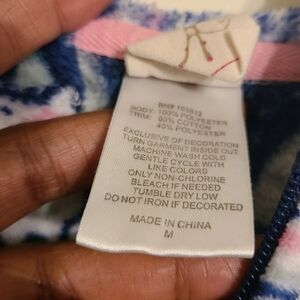 RN# 103812
BODY: 100% POLYESTER
TRIM: 60% COTTON
40% POLYESTER
EXCLUSIVE OF DECORATION
TURN GARMENT INSIDE OUT
MACHINE WASH COLD
GENTLE CYCLE WITH
LIKE COLORS
ONLY NON-CHLORINE
BLEACH IF NEEDED
TUMBLE DRY LOW
DO NOT IRON IF DECORATED
MADE IN CHINA
M